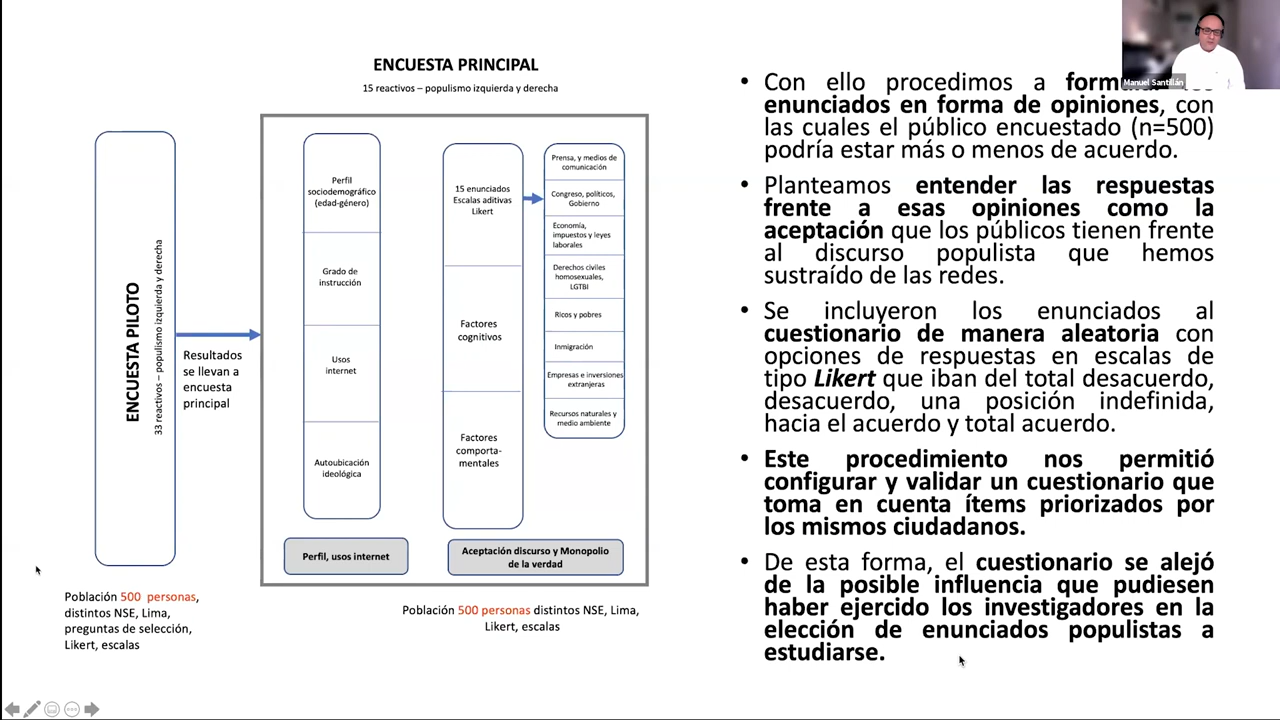 ENCUESTA PRINCIPAL
15 reactivos – populismo izquierda y derecha
ENCUESTA PILOTO
33 reactivos – populismo izquierda y derecha
Resultados
se llevan a
encuesta
principal
Perfil
sociodemográfico
(edad-género)
Grado de
instrucción
Usos
internet
Autoubicación
ideológica
15 enunciados
Escalas aditivas
Likert
Factores
cognitivos
Factores
comporta-
mentales
Prensa, y medios de
comunicación
Congreso, políticos,
Gobierno
Economía,
impuestos y leyes
laborales
Derechos civiles
homosexuales,
LGTBI
Ricos y pobres
Inmigración
Empresas e inversiones
extranjeras
Recursos naturales y
medio ambiente
Perfil, usos internet
Aceptación discurso y Monopolio
de la verdad
Población 500 personas,
distintos NSE, Lima,
preguntas de selección,
Likert, escalas
Población 500 personas distintos NSE, Lima,
Likert, escalas
Manuel Santillán
• Con ello procedimos a
enunciados en forma de opiniones, con
las cuales el público encuestado (n=500)
podría estar más o menos de acuerdo.
• Planteamos entender las respuestas
frente a esas opiniones como la
aceptación que los públicos tienen frente
al discurso populista que hemos
sustraído de las redes.
• Se incluyeron los enunciados al
cuestionario de manera aleatoria con
opciones de respuestas en escalas de
tipo Likert que iban del total desacuerdo,
desacuerdo, una posición indefinida,
hacia el acuerdo y total acuerdo.
• Este procedimiento nos permitió
configurar y validar un cuestionario que
toma en cuenta ítems priorizados por
los mismos ciudadanos.
• De esta forma, el cuestionario se alejó
de la posible influencia que pudiesen
haber ejercido los investigadores en la
elección de enunciados populistas a
estudiarse.